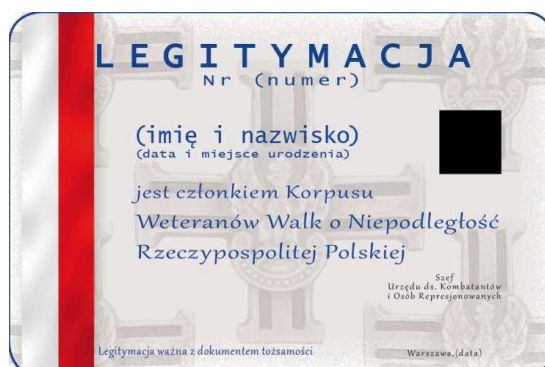 LEGITYMACJA
Nr (numer)
(imię i nazwisko)
(data i miejsce urodzenia)
jest członkiem Korpusu
Weteranów Walk o Niepodległość
Rzeczypospolitej Polskiej
Szef
Urzędu ds. Kombatantów
i Osób Represjonowanych
Legitymacja ważna z dokumentem tożsamości
Warszawa,(data)